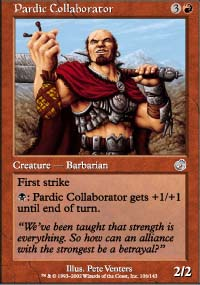 Pardic Collaborator 3
Creature — Barbarian
First strike
: Pardic Collaborator gets +1/+1
until end of turn.
"We've been taught that strength is
everything. So how can an alliance
with the strongest be a betrayal?"
Illus. Pete Venters
™ & © 1993–2002 Wizards of the Coast, Inc. 106/143
2/2